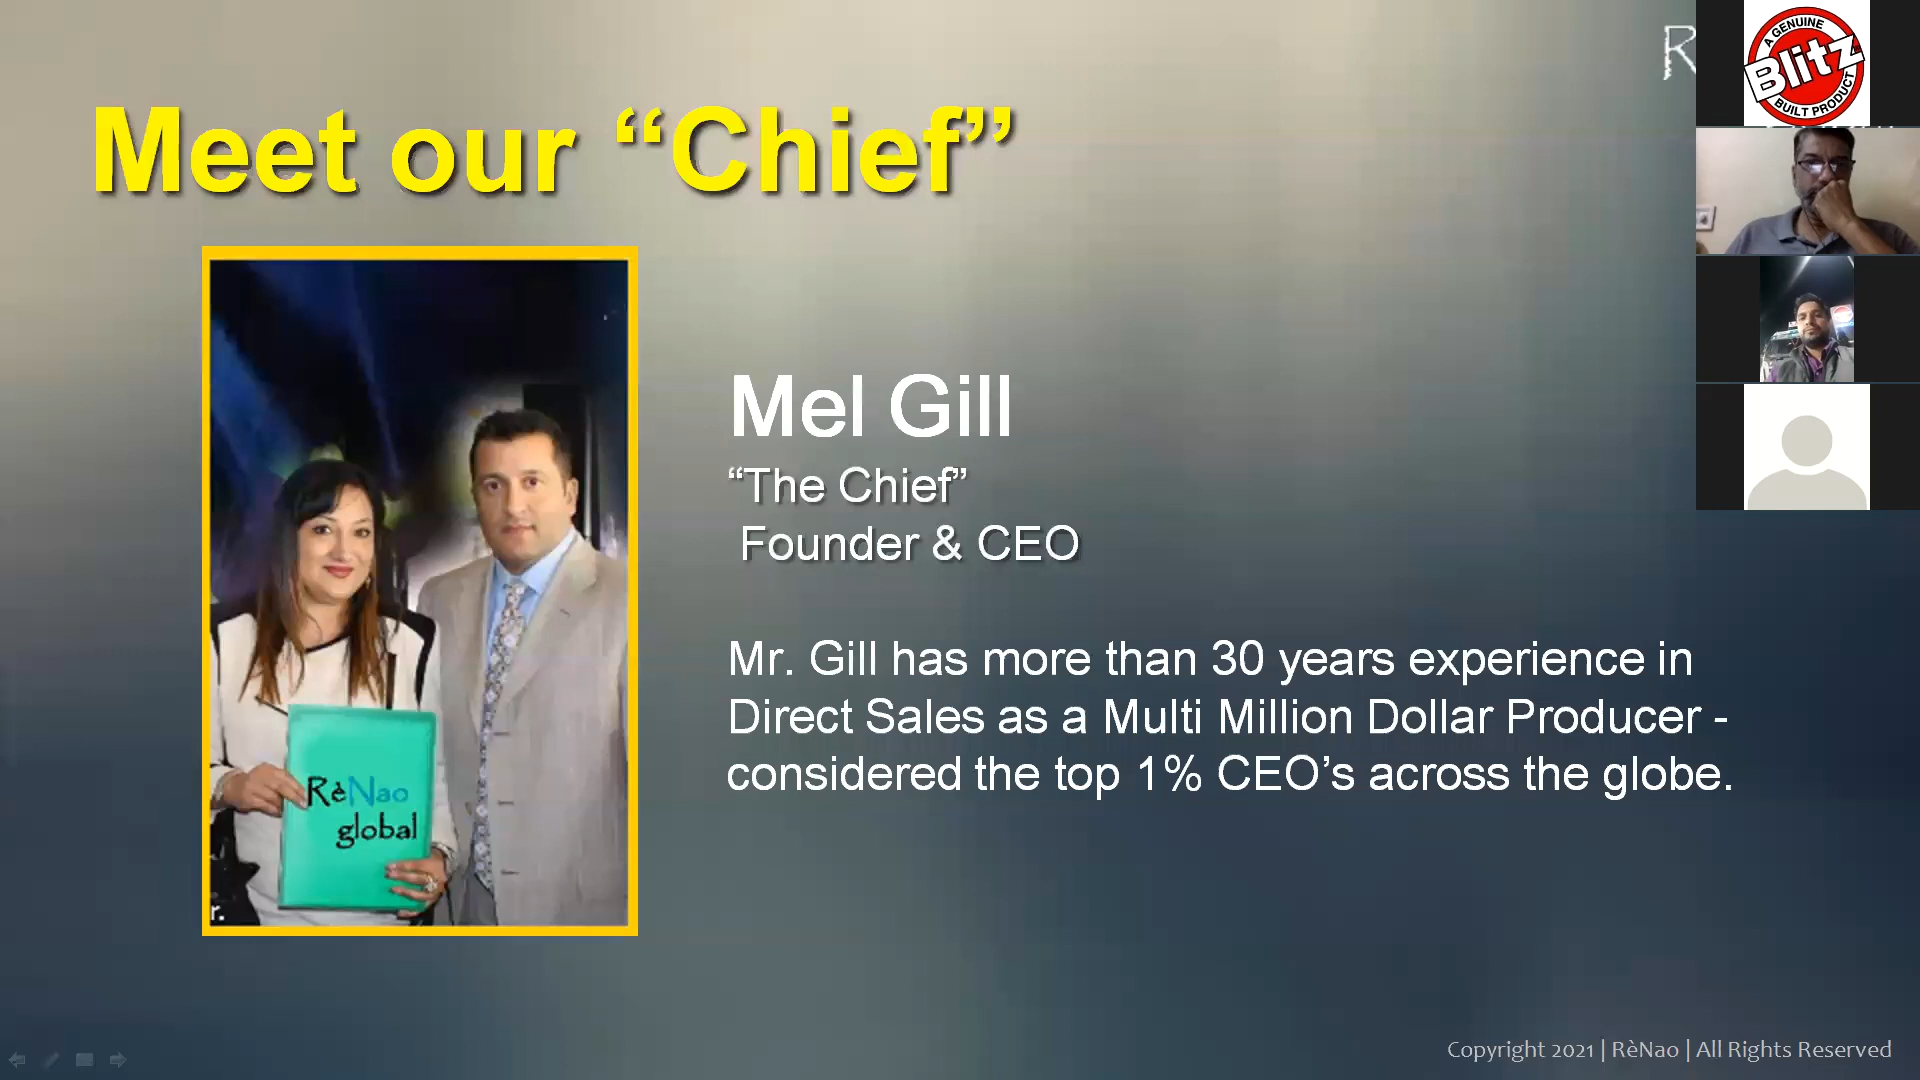 Meet our “Chief”
R
A GENUINE
Blitz
BUILT PRODUCT
Mel Gill
“The Chief”
Founder & CEO
Mr. Gill has more than 30 years experience in
Direct Sales as a Multi Million Dollar Producer -
considered the top 1% CEO’s across the globe.
RèNao
global
r.
Copyright 2021 | RèNao | All Rights Reserved